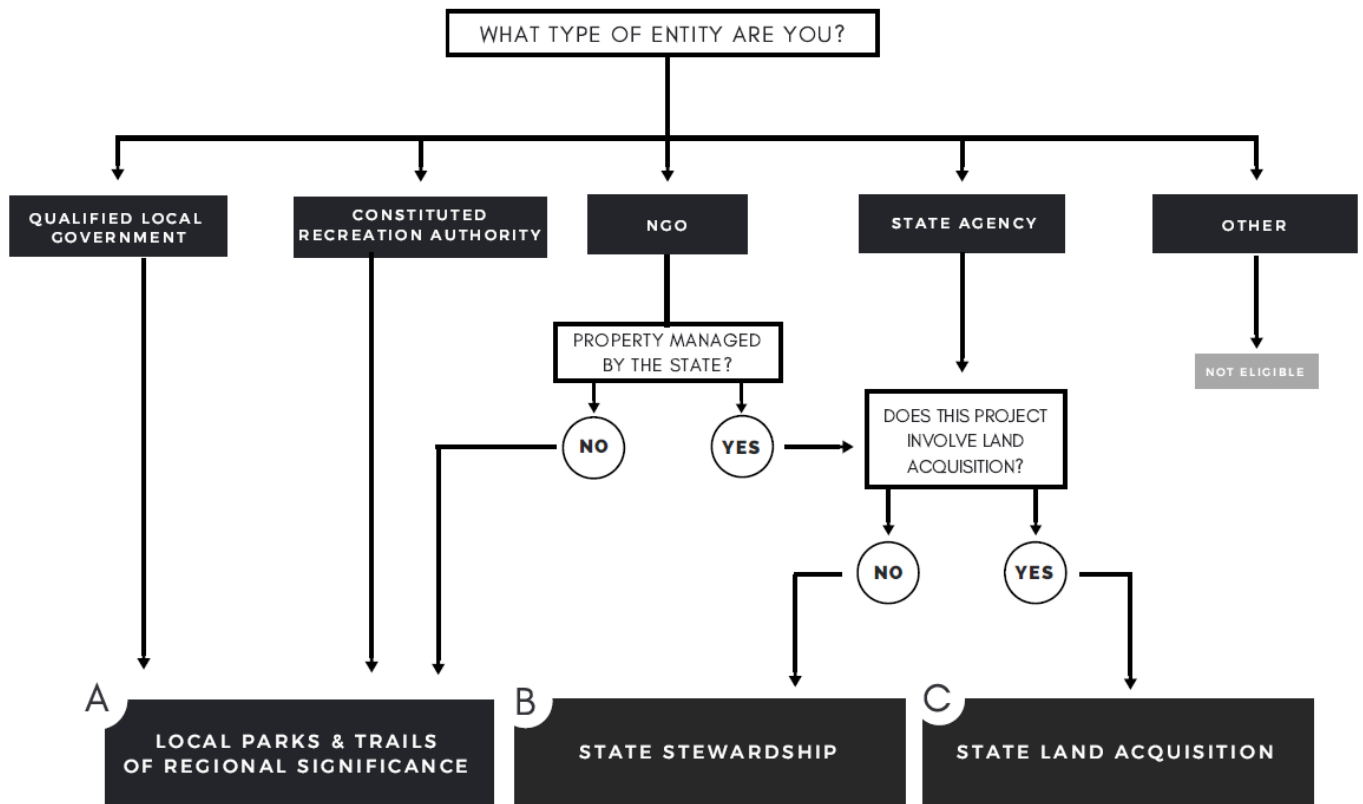 WHAT TYPE OF ENTITY ARE YOU?
QUALIFIED LOCAL
GOVERNMENT
CONSTITUTED
RECREATION AUTHORITY
NGO
STATE AGENCY
OTHER
PROPERTY MANAGED
BY THE STATE?
NOT ELIGIBLE
NO
YES
DOES THIS PROJECT
INVOLVE LAND
ACQUISITION?
NO
YES
A
LOCAL PARKS & TRAILS
OF REGIONAL SIGNIFICANCE
B
STATE STEWARDSHIP
C
STATE LAND ACQUISITION